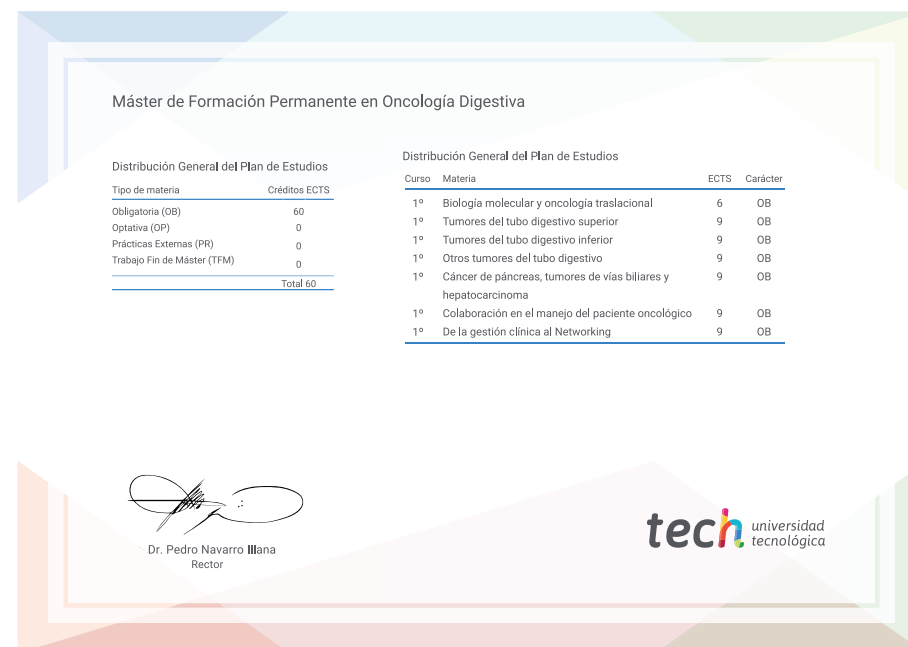 Máster de Formación Permanente en Oncología Digestiva
Distribución General del Plan de Estudios
Tipo de materia Créditos ECTS
Obligatoria (OB) 60
Optativa (OP) 0
Prácticas Externas (PR) 0
Trabajo Fin de Máster (TFM) 0
Total 60
Distribución General del Plan de Estudios
Curso Materia ECTS Carácter
1º Biología molecular y oncología traslacional 6 OB
1º Tumores del tubo digestivo superior 9 OB
1º Tumores del tubo digestivo inferior 9 OB
1º Otros tumores del tubo digestivo 9 OB
1º Cáncer de páncreas, tumores de vías biliares y 9 OB
hepatocarcinoma
1º Colaboración en el manejo del paciente oncológico 9 OB
1º De la gestión clínica al Networking 9 OB
Dr. Pedro Navarro Illana
Rector
tech universidad
tecnológica